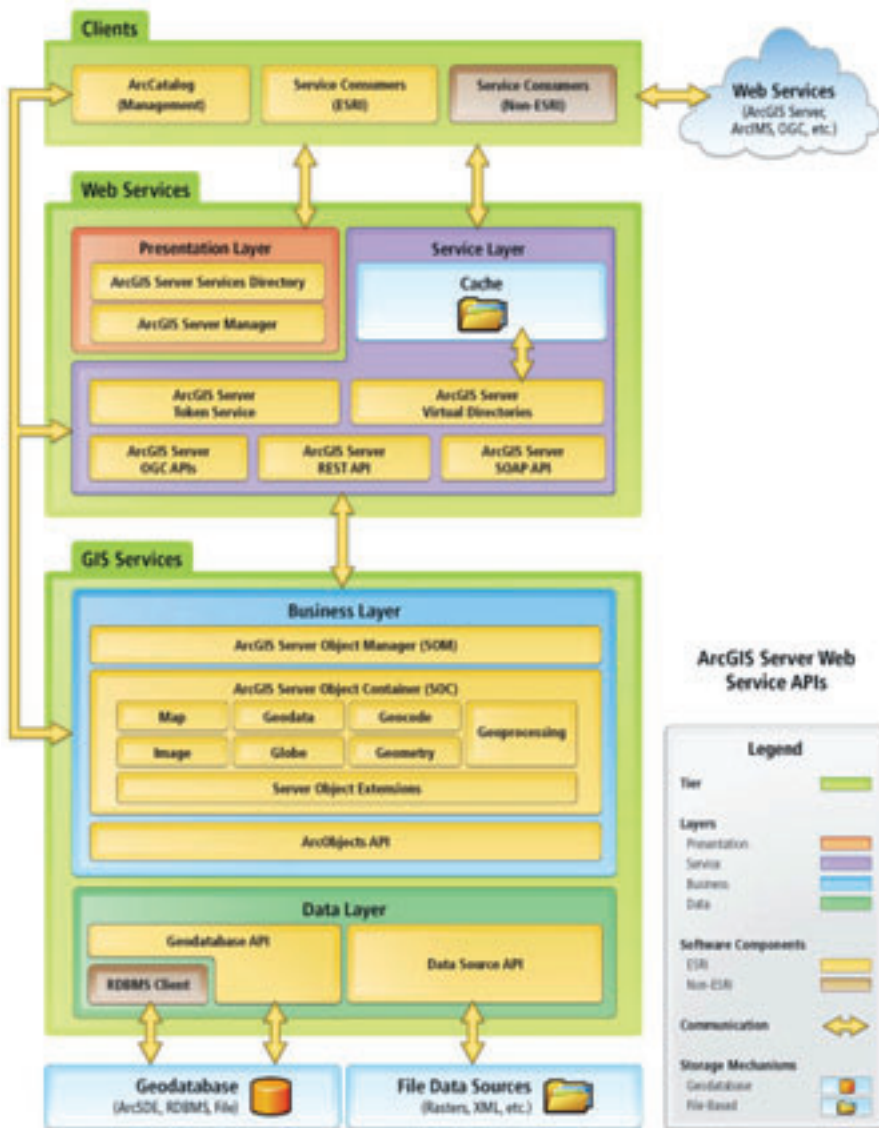 Clients
ArcCatalog
(Management)
Service Consumers
(ESRI)
Service Consumers
(Non-ESRI)
Web Services
(ArcGIS Server,
ArcIMS, OGC, etc.)
Web Services
Presentation Layer
ArcGIS Server Services Directory
ArcGIS Server Manager
Service Layer
Cache
ArcGIS Server
Token Service
ArcGIS Server
Virtual Directories
ArcGIS Server
OGC APIs
ArcGIS Server
REST API
ArcGIS Server
SOAP API
GIS Services
Business Layer
ArcGIS Server Object Manager (SOM)
ArcGIS Server Object Container (SOC)
Map
Geodata
Geocode
Geoprocessing
Image
Globe
Geometry
Server Object Extensions
ArcObjects API
Data Layer
Geodatabase API
RDBMS Client
Data Source API
Geodatabase
(ArcSDE, RDBMS, File)
File Data Sources
(Rasters, XML, etc.)
ArcGIS Server Web
Service APIs
Legend
Tier
Layers
Presentation
Service
Business
Data
Software Components
ESRI
Non-ESRI
Communication
Storage Mechanisms
Geodatabase
File-Based